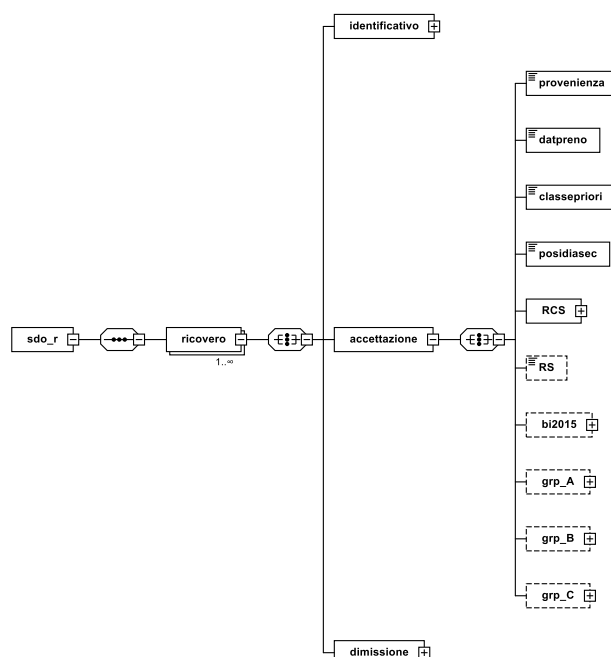 identificativo
provenienza
datpreno
classepriori
posidiasec
RCS
sdo_r
ricovero
1..∞
accettazione
RS
bi2015
grp_A
grp_B
grp_C
dimissione